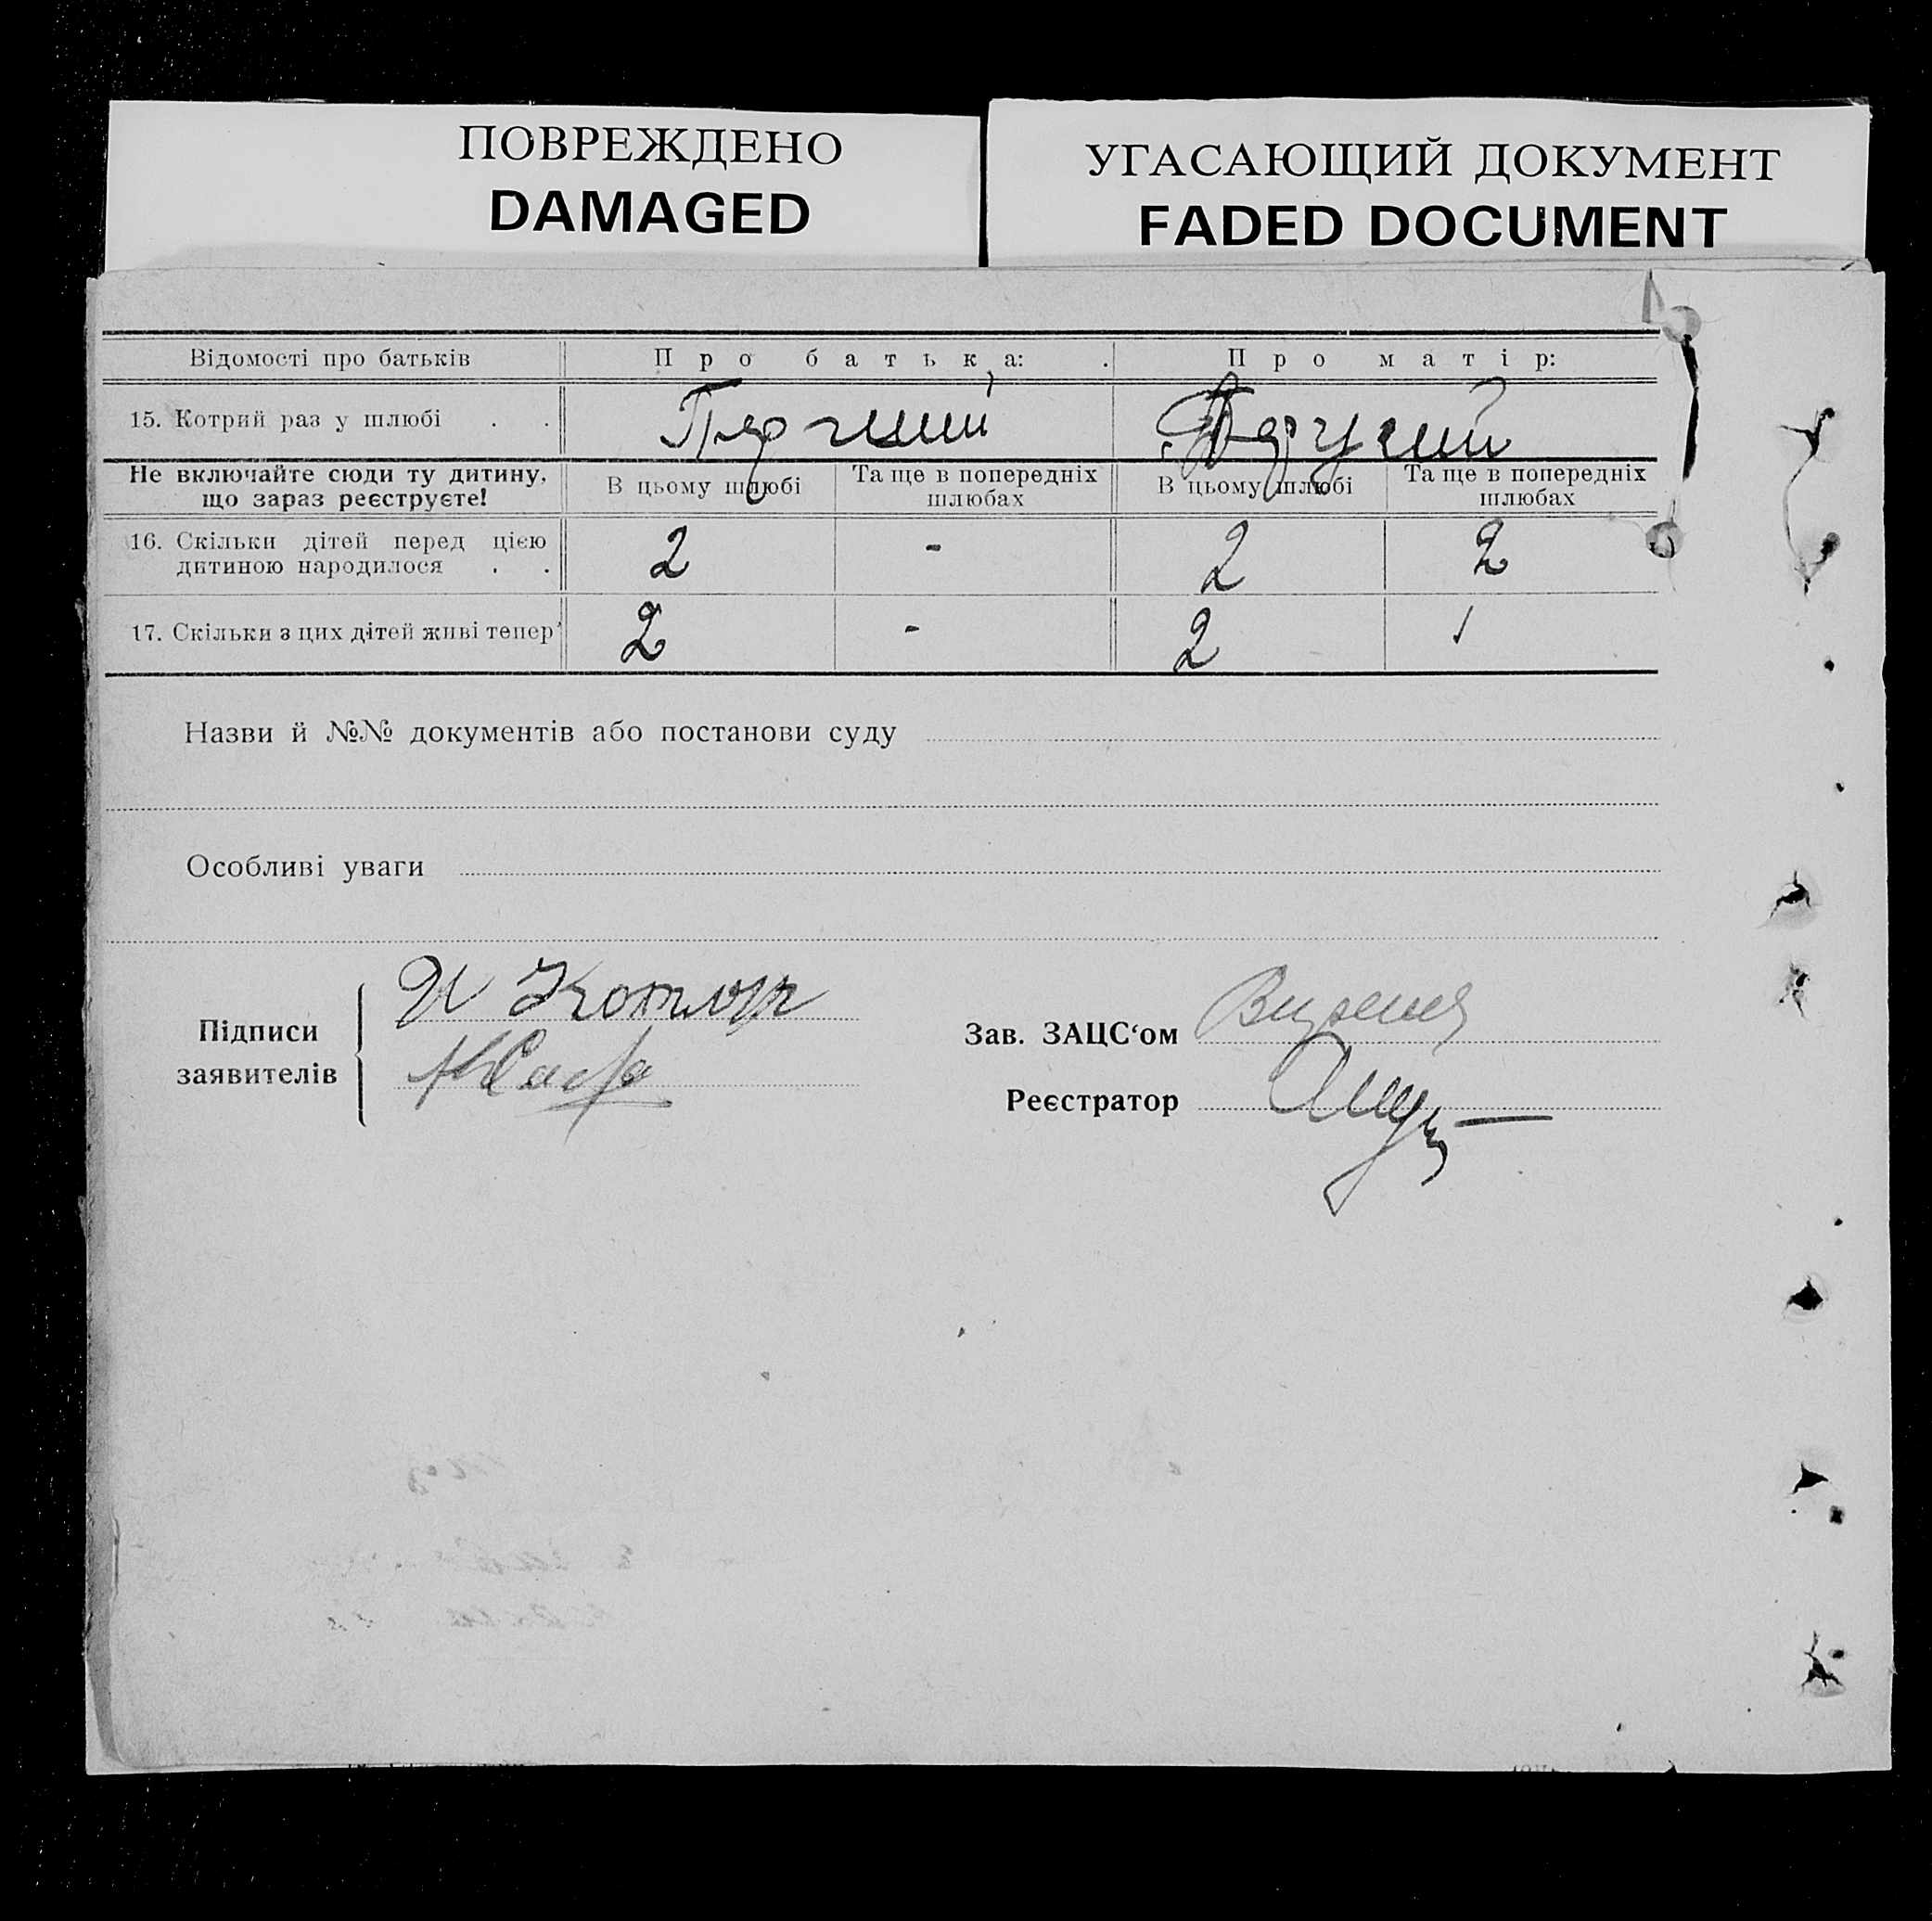 ПОВРЕЖДЕНО
DAMAGED
УГАСАЮЩИЙ ДОКУМЕНТ
FADED DOCUMENT
Відомості про батьків
Про батька:
Про матір:
15. Котрий раз у шлюбі . .
Не включайте сюди ту дитину,
що зараз реєструєте!
В цьому шлюбі
Та ще в попередніх
шлюбах
В цьому шлюбі
Та ще в попередніх
шлюбах
16. Скільки дітей перед цією
дитиною народилося . .
2
-
2
2
17. Скільки з цих дітей живі тепер
2
-
2
1
Назви й №№ документів або постанови суду
Особливі уваги
Підписи
заявителів
Зав. ЗАЦС‘ом
Реєстратор